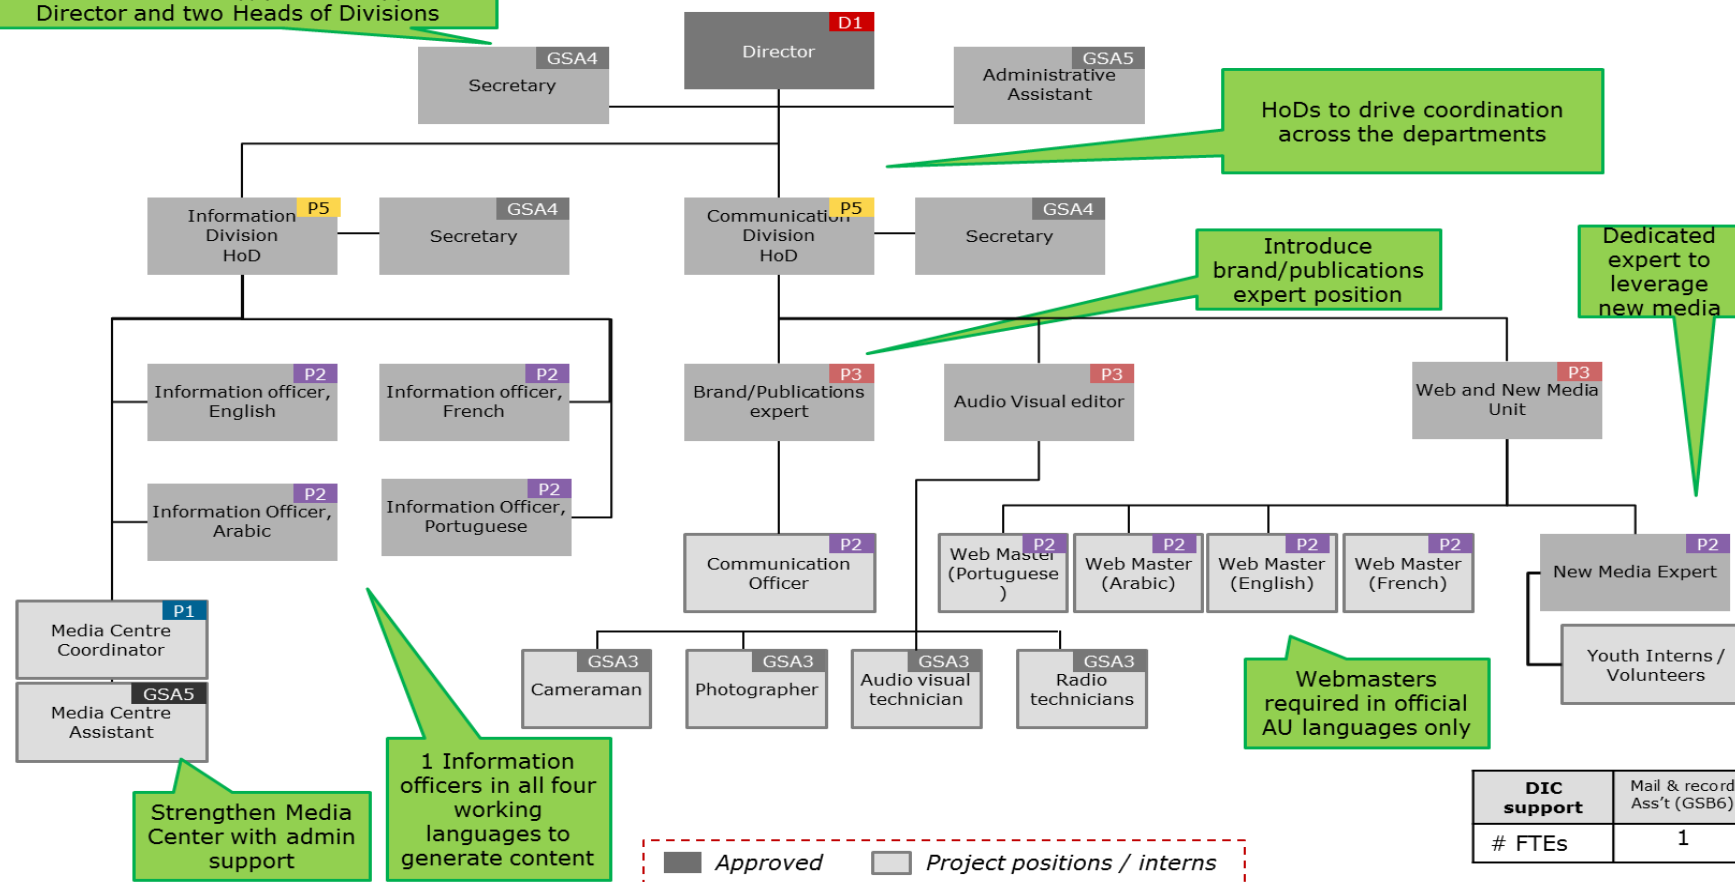 Director and two Heads of Divisions
D1
Director
GSA4
Secretary
GSA5
Administrative
Assistant
HoDs to drive coordination
across the departments
P5
Information
Division
HoD
GSA4
Secretary
P5
Communication
Division
HoD
GSA4
Secretary
Introduce
brand/publications
expert position
Dedicated
expert to
leverage
new media
P2
Information officer,
English
P2
Information officer,
French
P3
Brand/Publications
expert
P3
Audio Visual editor
P3
Web and New Media
Unit
P2
Information Officer,
Arabic
P2
Information Officer,
Portuguese
P2
Communication
Officer
P2
Web Master
(Portuguese
)
P2
Web Master
(Arabic)
P2
Web Master
(English)
P2
Web Master
(French)
P2
New Media Expert
P1
Media Centre
Coordinator
GSA5
Media Centre
Assistant
GSA3
Cameraman
GSA3
Photographer
GSA3
Audio visual
technician
GSA3
Radio
technicians
Youth Interns /
Volunteers
Webmasters
required in official
AU languages only
1 Information
officers in all four
working
languages to
generate content
Strengthen Media
Center with admin
support
Approved
Project positions / interns
DIC
support
Mail & record
Ass't (GSB6)
# FTEs
1